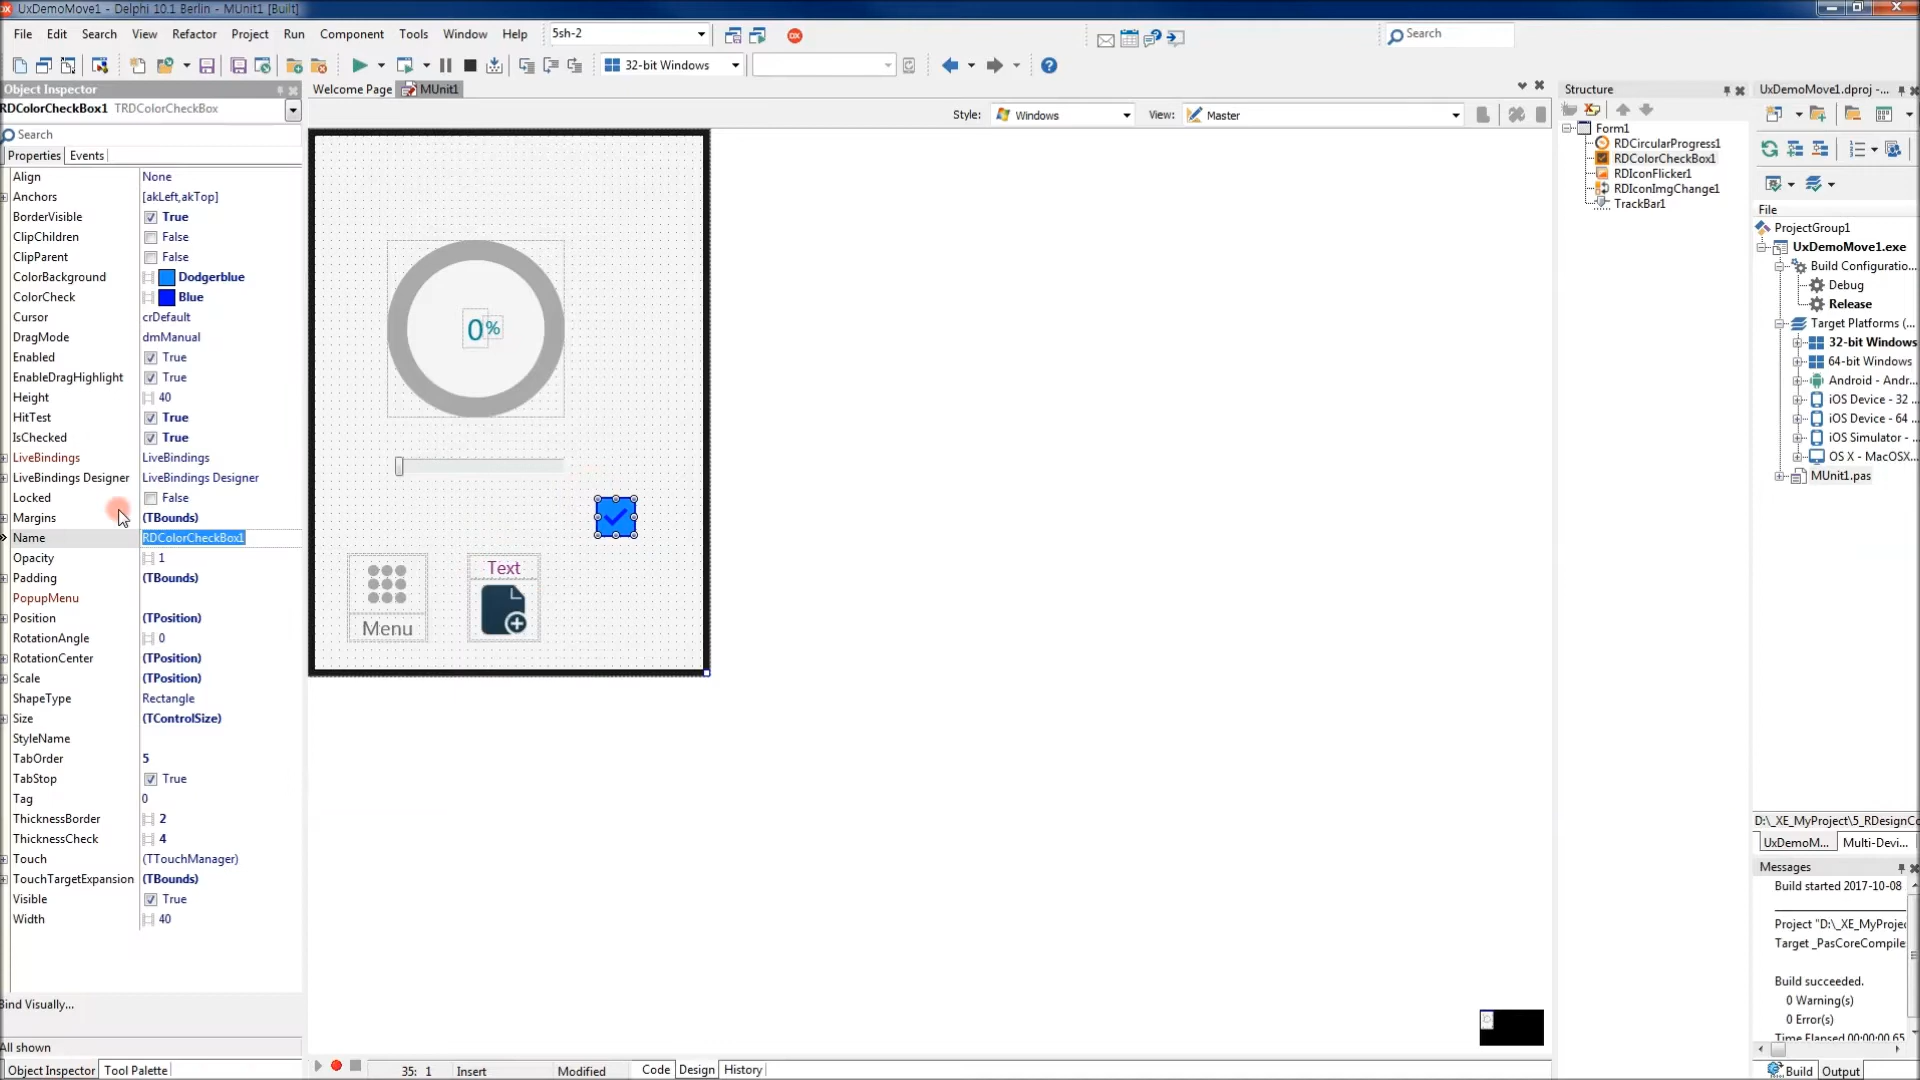 UxDemoMove1 - Delphi 10.1 Berlin - MUnit1 [Built]
File Edit Search View Refactor Project Run Component Tools Window Help 5sh-2 Search
32-bit Windows
Object Inspector
RDColorCheckBox1 TRDColorCheckBox
Search
Properties Events
Align None
Anchors [akLeft,akTop]
BorderVisible True
ClipChildren False
ClipParent False
ColorBackground Dodgerblue
ColorCheck Blue
Cursor crDefault
DragMode dmManual
Enabled True
EnableDragHighlight True
Height 40
HitTest True
IsChecked True
LiveBindings LiveBindings
LiveBindings Designer LiveBindings Designer
Locked False
Margins (TBounds)
Name RDColorCheckBox1
Opacity 1
Padding (TBounds)
PopupMenu
Position (TPosition)
RotationAngle 0
RotationCenter (TPosition)
Scale (TPosition)
ShapeType Rectangle
Size (TControlSize)
StyleName
TabOrder 5
TabStop True
Tag 0
ThicknessBorder 2
ThicknessCheck 4
Touch (TTouchManager)
TouchTargetExpansion (TBounds)
Visible True
Width 40
Bind Visually...
All shown
Object Inspector Tool Palette
Welcome Page MUnit1
Style: Windows View: Master
0%
Menu
Text
35: 1 Insert Modified Code Design History
Structure
Form1
RDCircularProgress1
RDColorCheckBox1
RDIconFlicker1
RDIconImgChange1
TrackBar1
UxDemoMove1.dproj -...
File
ProjectGroup1
UxDemoMove1.exe
Build Configuratio...
Debug
Release
Target Platforms (...
32-bit Windows
64-bit Windows
Android - Andr...
iOS Device - 32 ...
iOS Device - 64 ...
iOS Simulator - ...
OS X - MacOSX...
MUnit1.pas
D:\_XE_MyProject\5_RDesignCo
UxDemoM... Multi-Devi...
Messages
Build started 2017-10-08
Project "D:\_XE_MyProjec
Target _PasCoreCompile
Build succeeded.
0 Warning(s)
0 Error(s)
Time Elapsed 00:00:00.65
Build Output